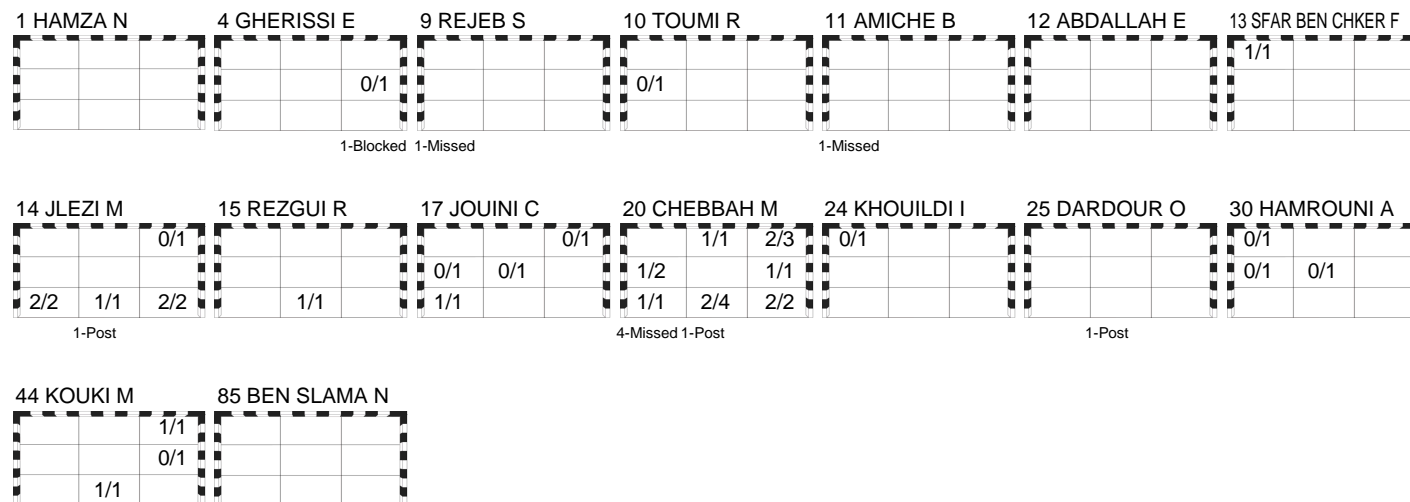 1 HAMZA N 4 GHERISSI E 9 REJEB S 10 TOUMI R 11 AMICHE B 12 ABDALLAH E 13 SFAR BEN CHKER F
1/1
0/1 0/1
1-Blocked 1-Missed 1-Missed
14 JLEZI M 15 REZGUI R 17 JOUINI C 20 CHEBBAH M 24 KHOUILDI I 25 DARDOUR O 30 HAMROUNI A
0/1 0/1 1/1 2/3 0/1 0/1
0/1 0/1 1/2 1/1 0/1 0/1
2/2 1/1 2/2 1/1 1/1 1/1 2/4 2/2
1-Post 4-Missed 1-Post 1-Post
44 KOUKI M 85 BEN SLAMA N
1/1
0/1
1/1